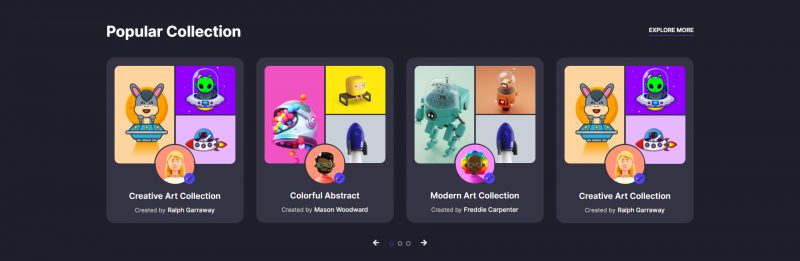 Popular Collection
EXPLORE MORE
Creative Art Collection
Created by Ralph Garraway
Colorful Abstract
Created by Mason Woodward
Modern Art Collection
Created by Freddie Carpenter
Creative Art Collection
Created by Ralph Garraway